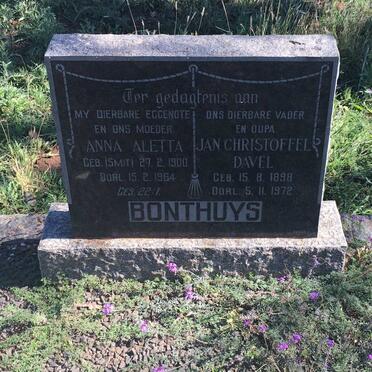 Ter gedagtenis aan
MY DIERBARE EGGENOTE
EN ONS MOEDER
ANNA ALETTA
GEB. (SMIT) 27. 2. 1900
OORL. 15. 2. 1964
GES. 22:1.
ONS DIERBARE VADER
EN OUPA
JAN CHRISTOFFEL
DAVEL
GEB. 15. 8. 1898
OORL. 5. 11. 1972
BONTHUYS